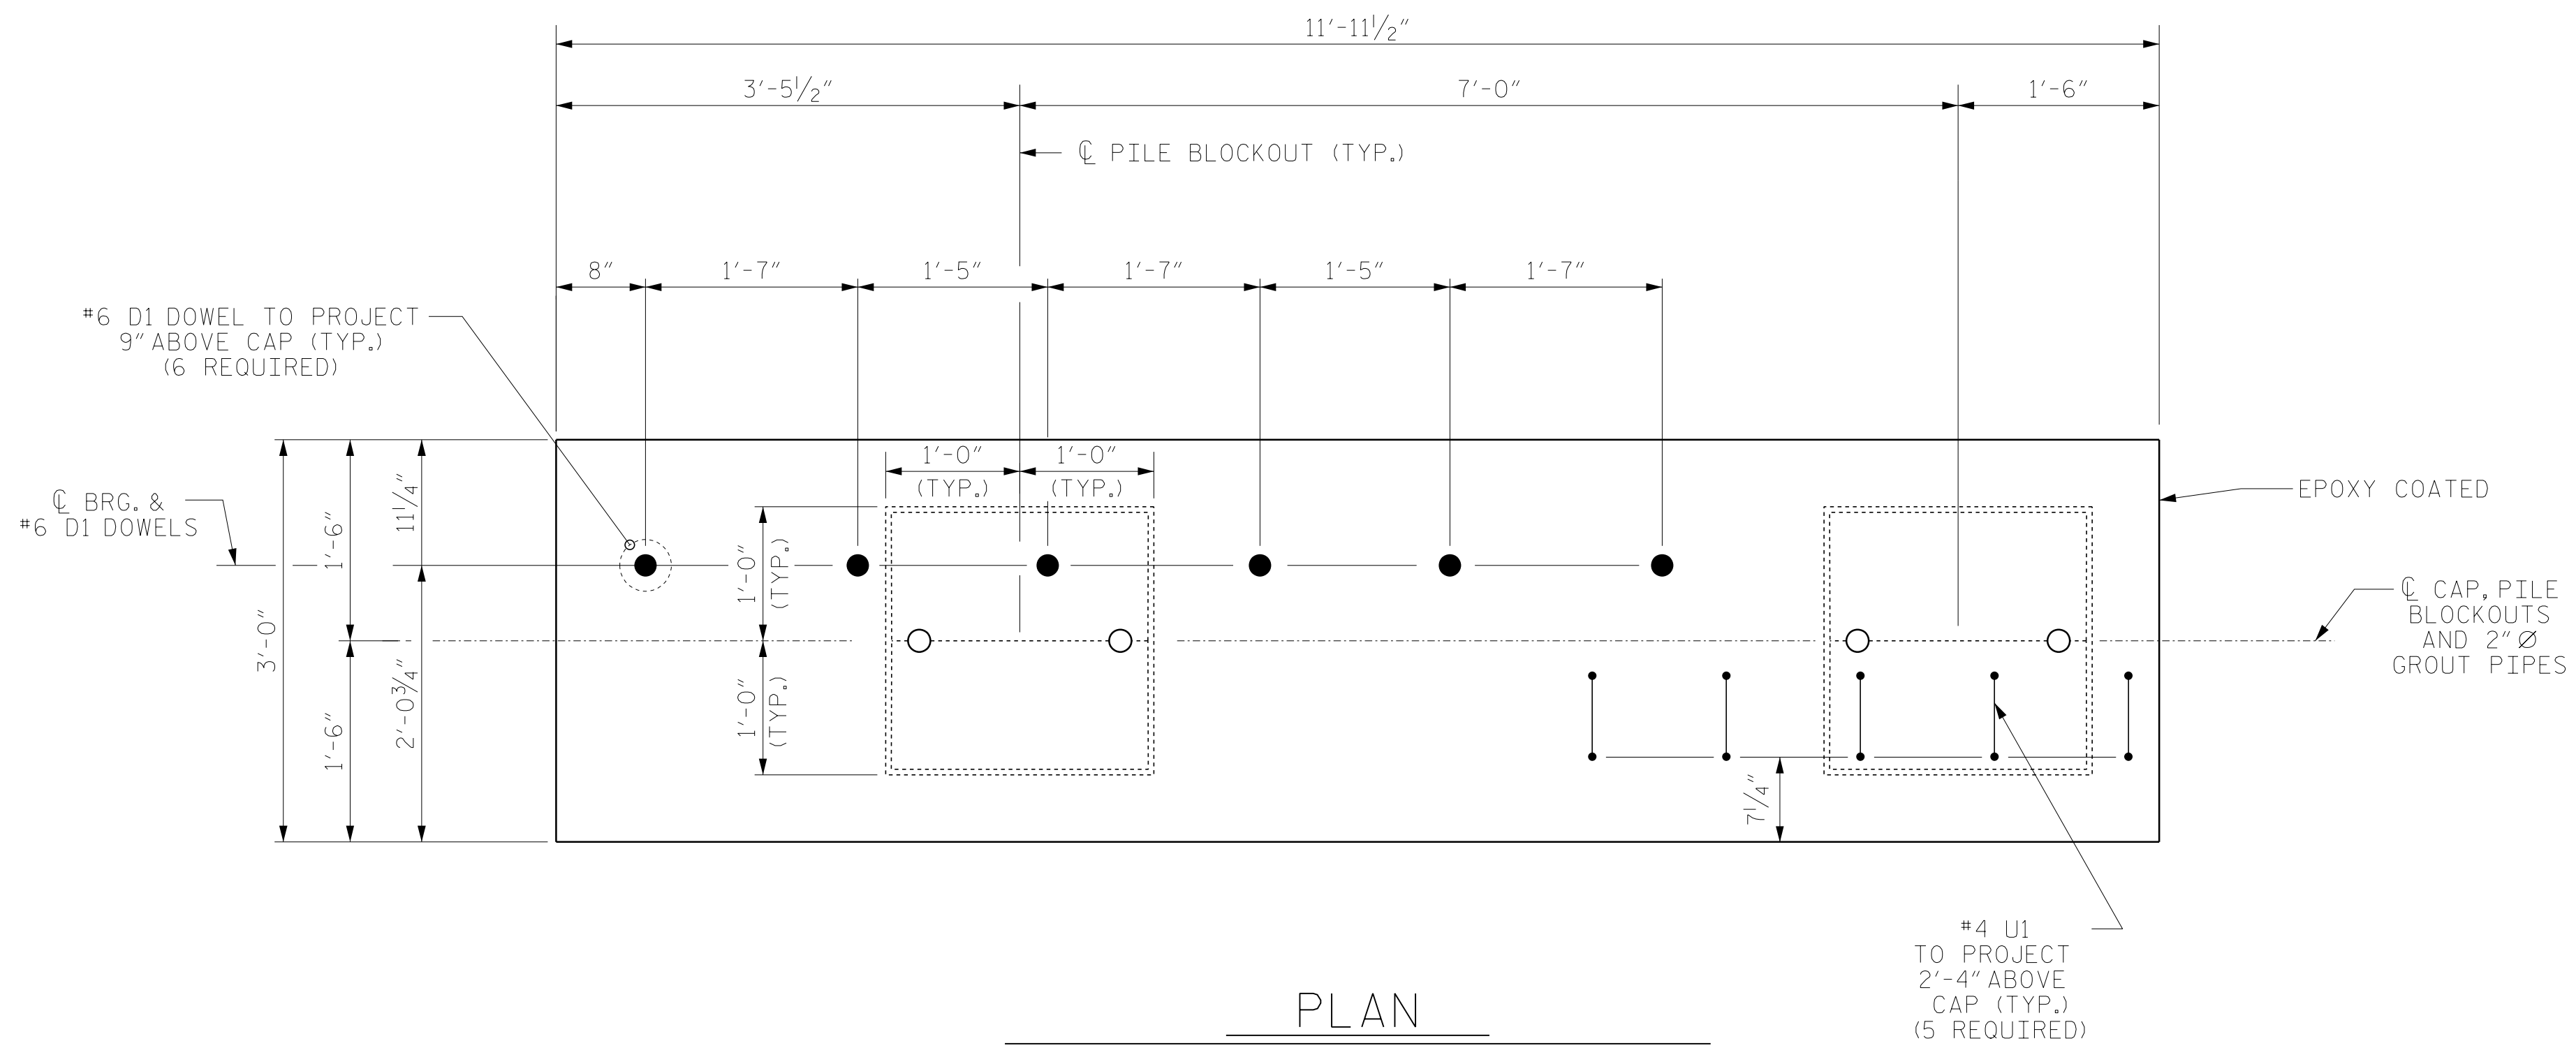 11'-11½"
3'-5½"
7'-0"
1'-6"
℄ PILE BLOCKOUT (TYP.)
8"
1'-7"
1'-5"
1'-7"
1'-5"
1'-7"
#6 D1 DOWEL TO PROJECT
9" ABOVE CAP (TYP.)
(6 REQUIRED)
1'-0"
(TYP.)
1'-0"
(TYP.)
℄ BRG. &
#6 D1 DOWELS
3'-0"
1'-6"
1'-6"
11¼"
2'-0¾"
1'-0"
(TYP.)
1'-0"
(TYP.)
EPOXY COATED
℄ CAP, PILE
BLOCKOUTS
AND 2" Ø
GROUT PIPES
7¼"
#4 U1
TO PROJECT
2'-4" ABOVE
CAP (TYP.)
(5 REQUIRED)
PLAN